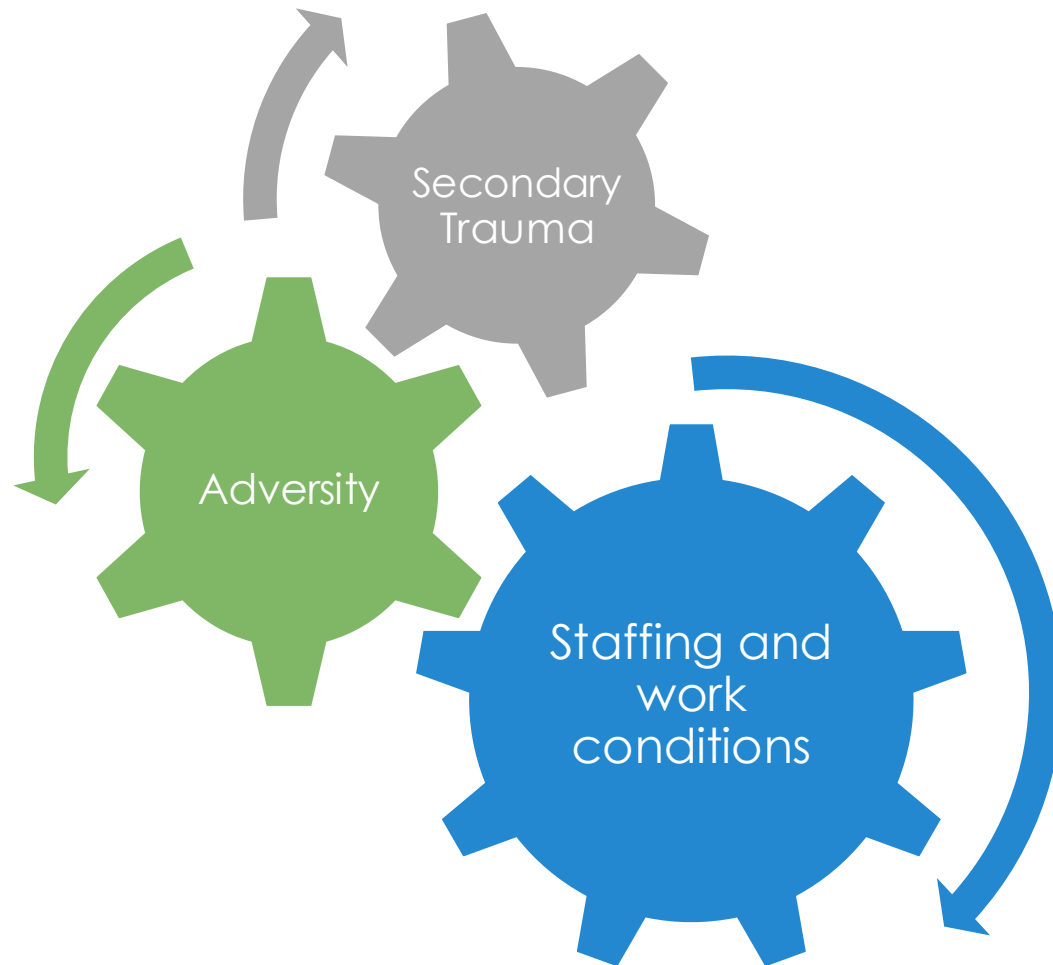 Secondary
Trauma
Adversity
Staffing and
work
conditions